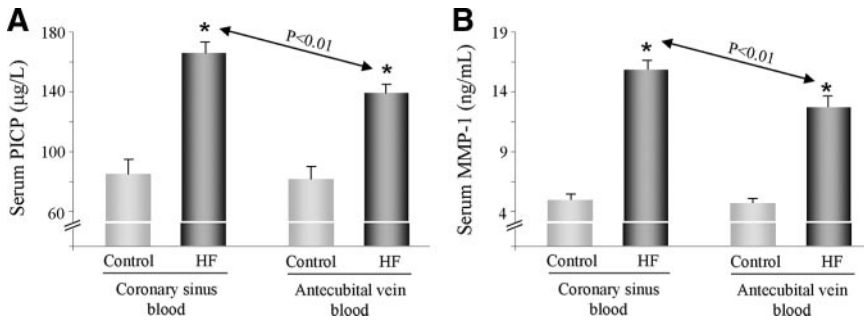 A
Serum PICP (µg/L)
180
140
100
60
*
P<0.01
*
Control
HF
Control
HF
Coronary sinus
blood
Antecubital vein
blood
B
Serum MMP-1 (ng/mL)
19
14
9
4
*
P<0.01
*
Control
HF
Control
HF
Coronary sinus
blood
Antecubital vein
blood